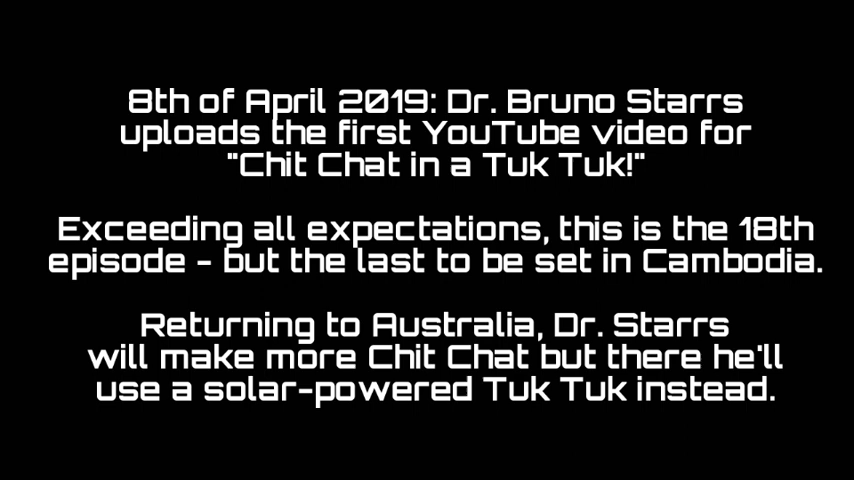 8th of April 2019: Dr. Bruno Starrs
uploads the first YouTube video for
"Chit Chat in a Tuk Tuk!"
Exceeding all expectations, this is the 18th
episode - but the last to be set in Cambodia.
Returning to Australia, Dr. Starrs
will make more Chit Chat but there he'll
use a solar-powered Tuk Tuk instead.